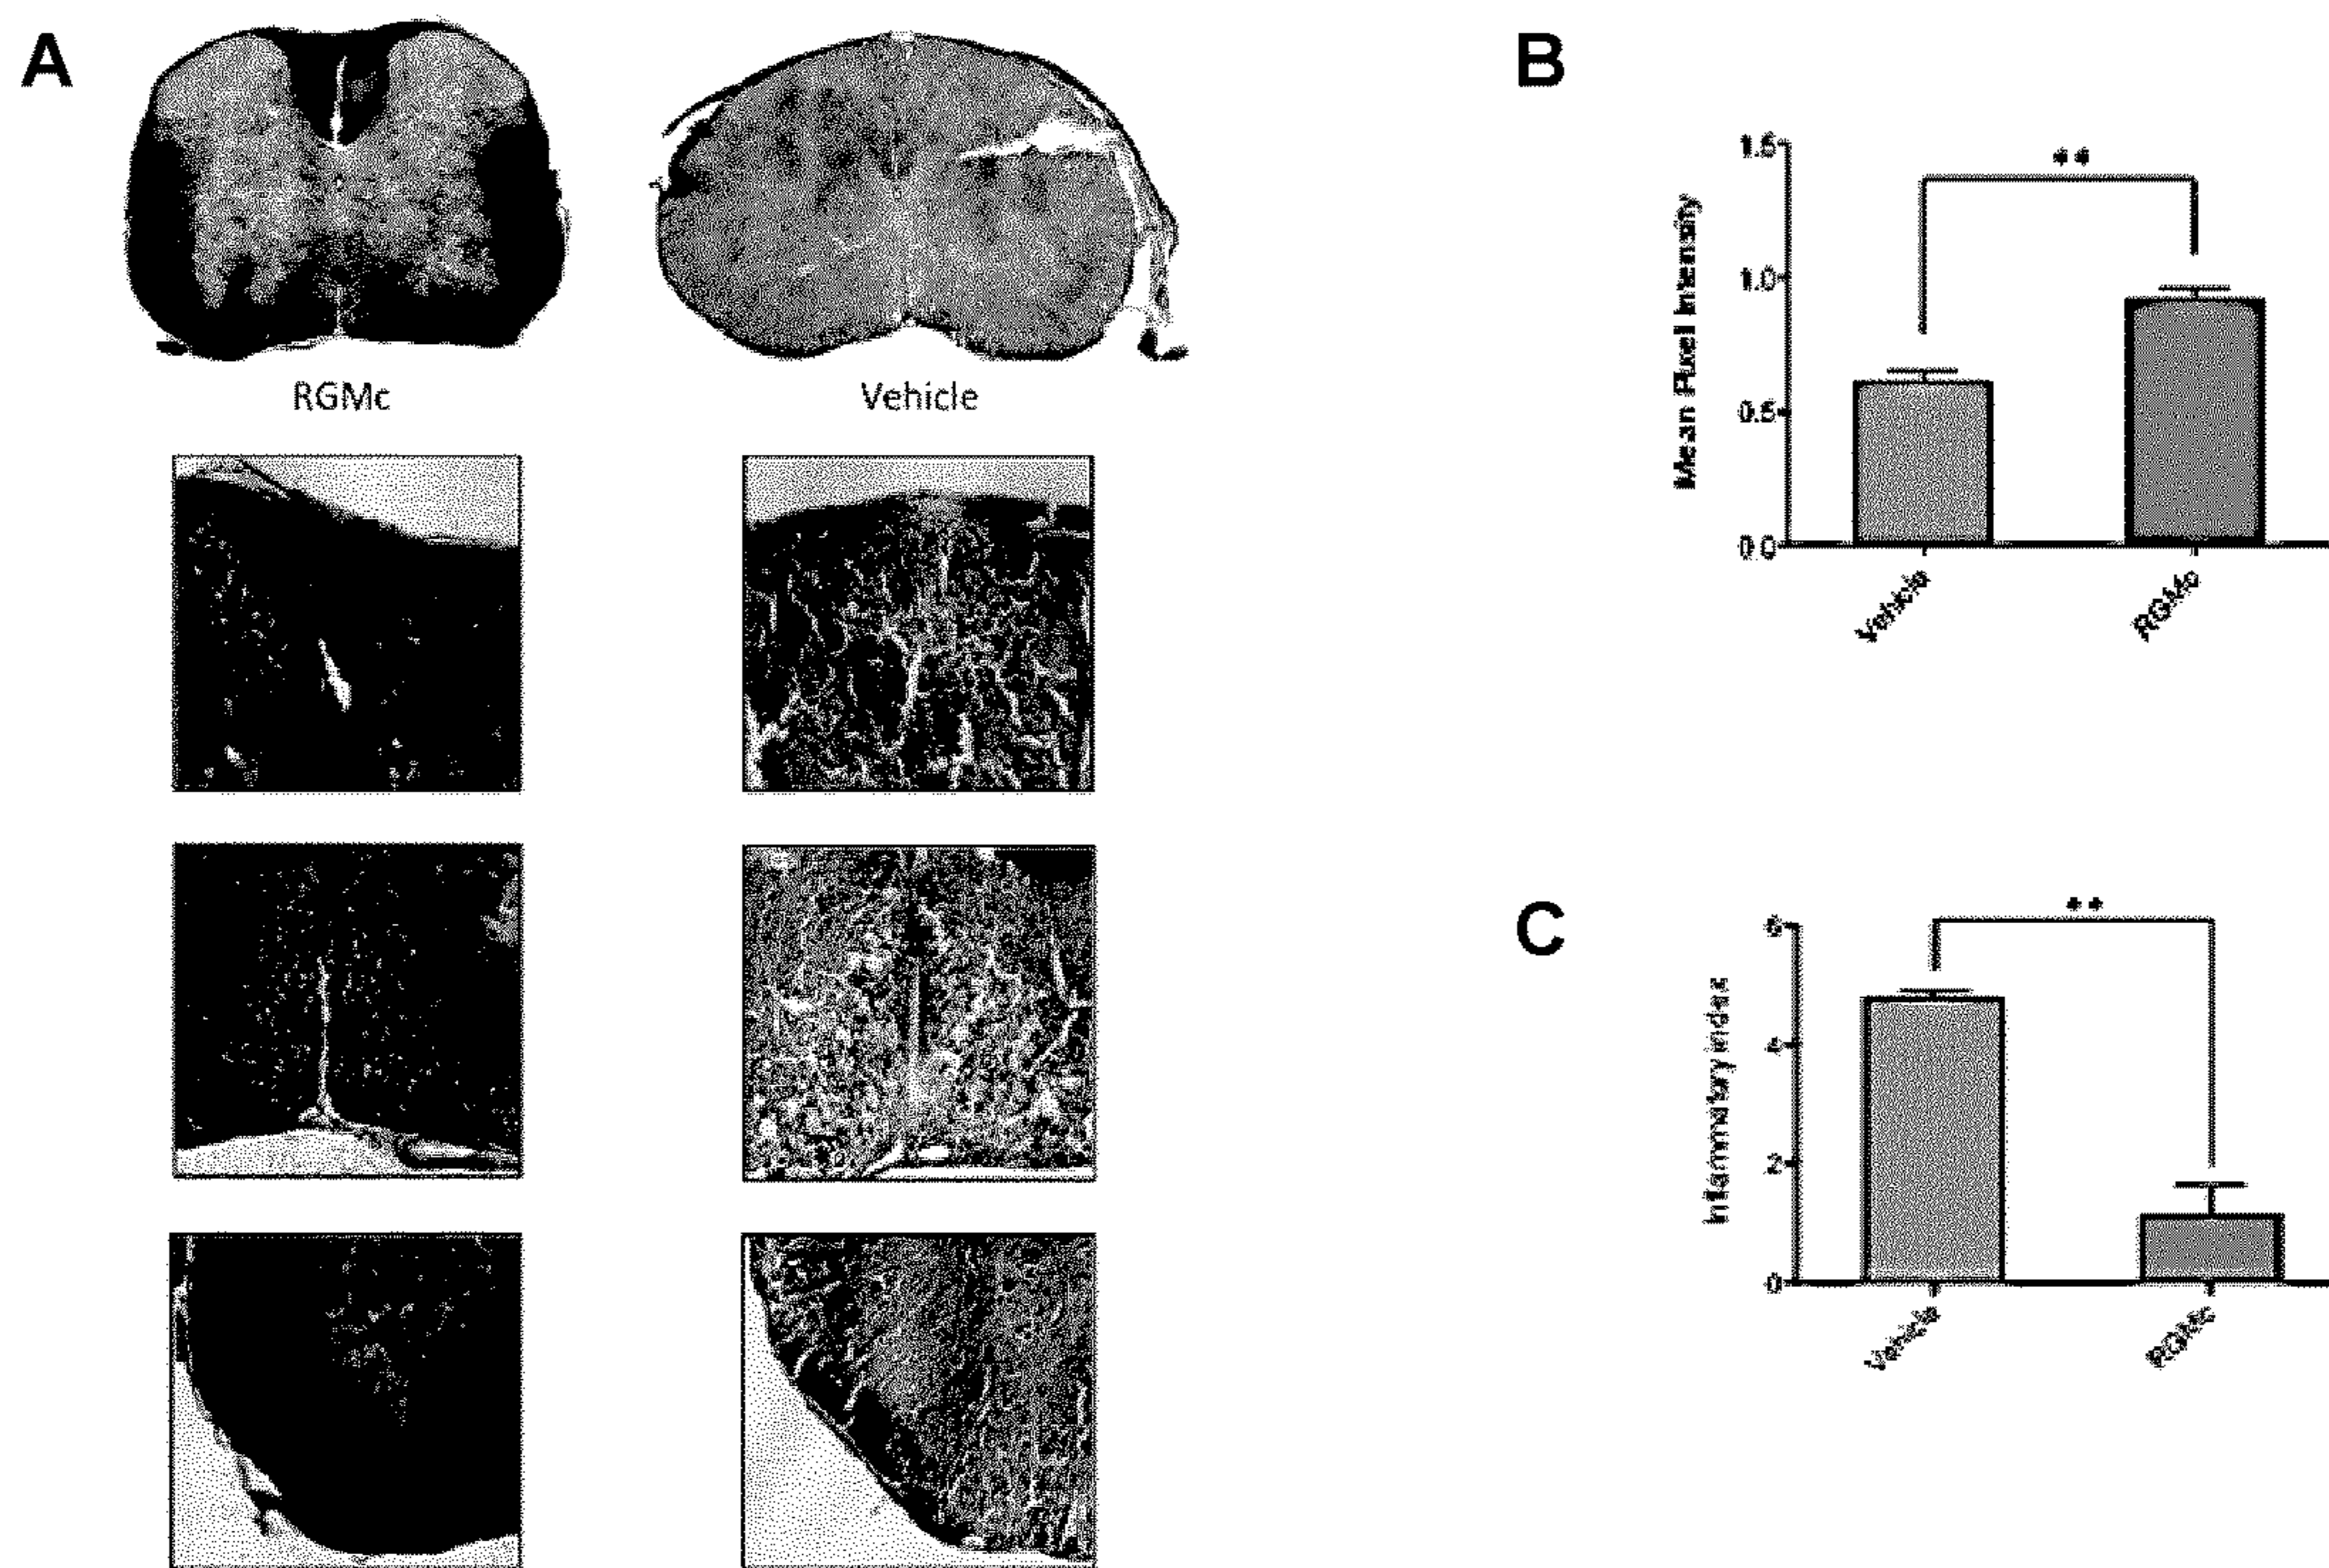 A
RGMc
Vehicle
B
1.5
1.0
0.5
0.0
Mean Pixel Intensity
**
Vehicle
RGMc
C
6
4
2
0
Inflammatory index
**
Vehicle
RGMc